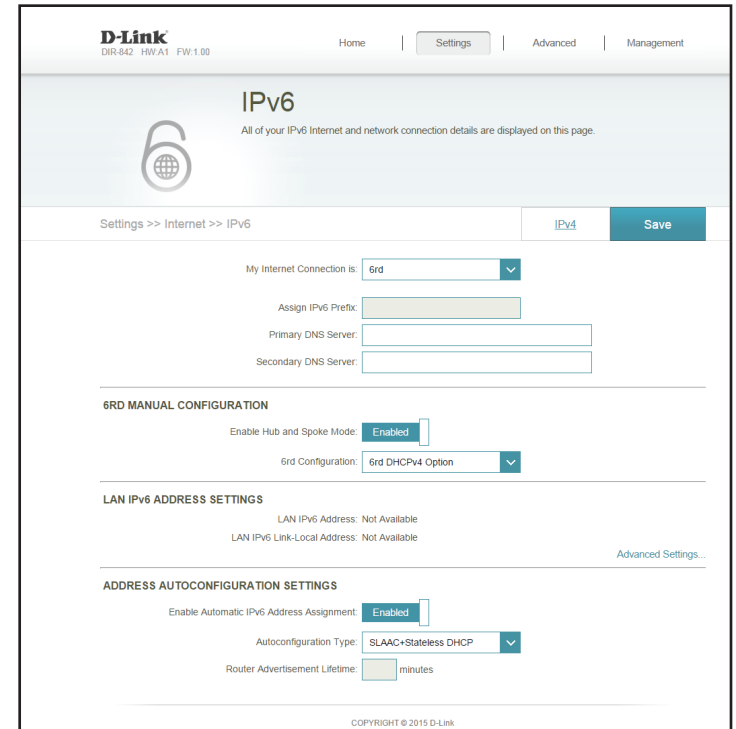 D-Link
DIR-842 HW:A1 FW:1.00
Home
Settings
Advanced
Management
IPv6
All of your IPv6 Internet and network connection details are displayed on this page.
Settings >> Internet >> IPv6
IPv4
Save
My Internet Connection is: 6rd
Assign IPv6 Prefix:
Primary DNS Server:
Secondary DNS Server:
6RD MANUAL CONFIGURATION
Enable Hub and Spoke Mode: Enabled
6rd Configuration: 6rd DHCPv4 Option
LAN IPv6 ADDRESS SETTINGS
LAN IPv6 Address: Not Available
LAN IPv6 Link-Local Address: Not Available
Advanced Settings...
ADDRESS AUTOCONFIGURATION SETTINGS
Enable Automatic IPv6 Address Assignment: Enabled
Autoconfiguration Type: SLAAC+Stateless DHCP
Router Advertisement Lifetime: minutes
COPYRIGHT © 2015 D-Link